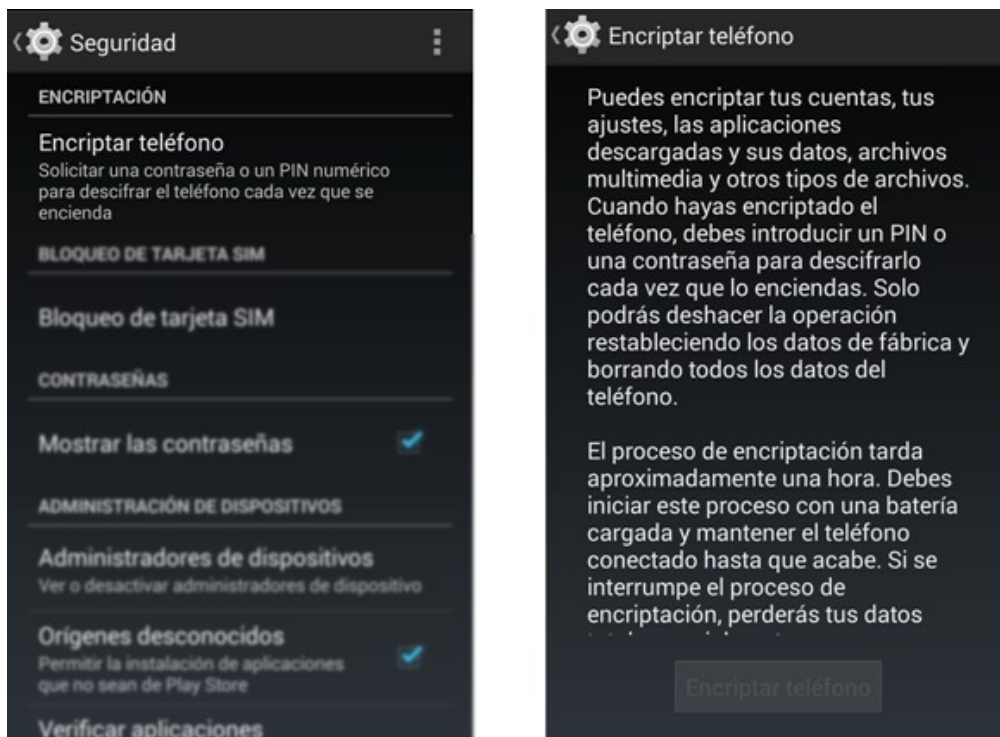 Seguridad
ENCRIPTACIÓN
Encriptar teléfono
Solicitar una contraseña o un PIN numérico
para descifrar el teléfono cada vez que se
encienda
BLOQUEO DE TARJETA SIM
Bloqueo de tarjeta SIM
CONTRASEÑAS
Mostrar las contraseñas
ADMINISTRACIÓN DE DISPOSITIVOS
Administradores de dispositivos
Ver o desactivar administradores de dispositivo
Orígenes desconocidos
Permitir la instalación de aplicaciones
que no sean de Play Store
Verificar aplicaciones
Encriptar teléfono
Puedes encriptar tus cuentas, tus
ajustes, las aplicaciones
descargadas y sus datos, archivos
multimedia y otros tipos de archivos.
Cuando hayas encriptado el
teléfono, debes introducir un PIN o
una contraseña para descifrarlo
cada vez que lo enciendas. Solo
podrás deshacer la operación
restableciendo los datos de fábrica y
borrando todos los datos del
teléfono.
El proceso de encriptación tarda
aproximadamente una hora. Debes
iniciar este proceso con una batería
cargada y mantener el teléfono
conectado hasta que acabe. Si se
interrumpe el proceso de
encriptación, perderás tus datos
Encriptar teléfono